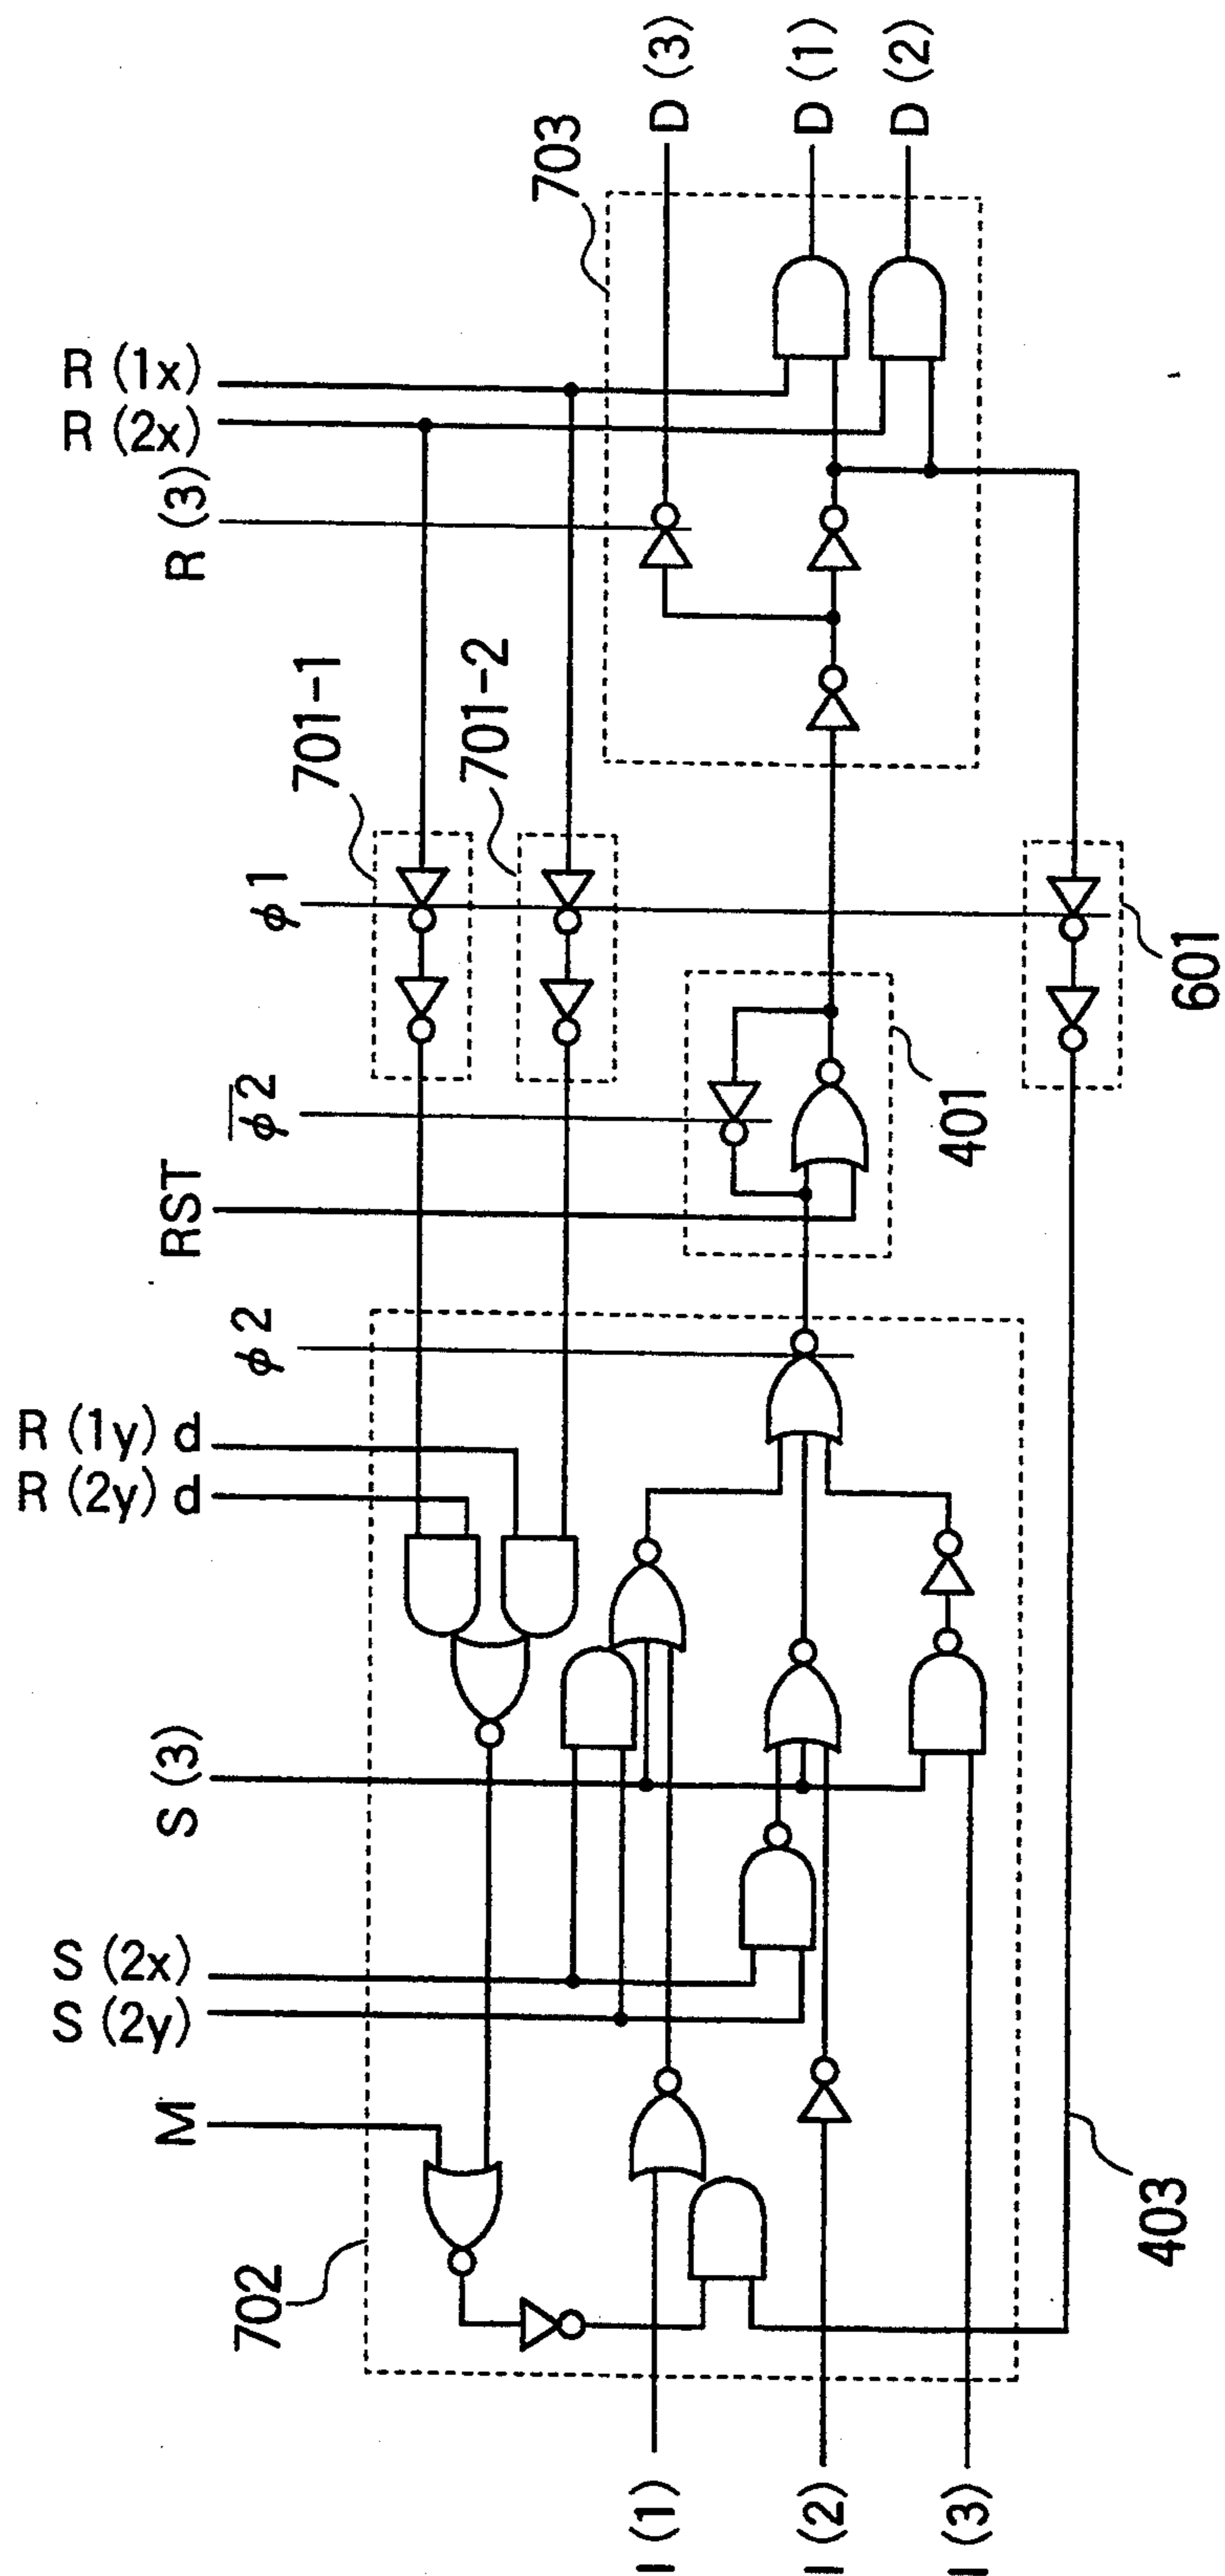 R (1x)
R (2x)
R (3)
703
D (3)
D (1)
D (2)
701-1
701-2
φ1
φ2
RST
401
601
φ2
R (1y) d
R (2y) d
S (3)
S (2x)
S (2y)
M
702
403
I (1)
I (2)
I (3)